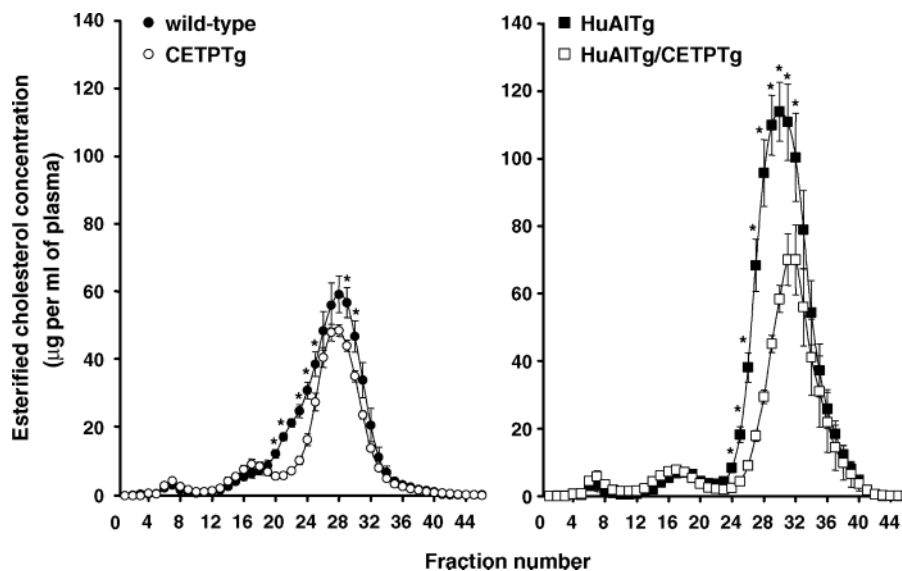 Esterified cholesterol concentration
(µg per ml of plasma)
wild-type
CETPTg
140
120
100
80
60
40
20
0
0 4 8 12 16 20 24 28 32 36 40 44
HuAITg
HuAITg/CETPTg
140
120
100
80
60
40
20
0
0 4 8 12 16 20 24 28 32 36 40 44
Fraction number